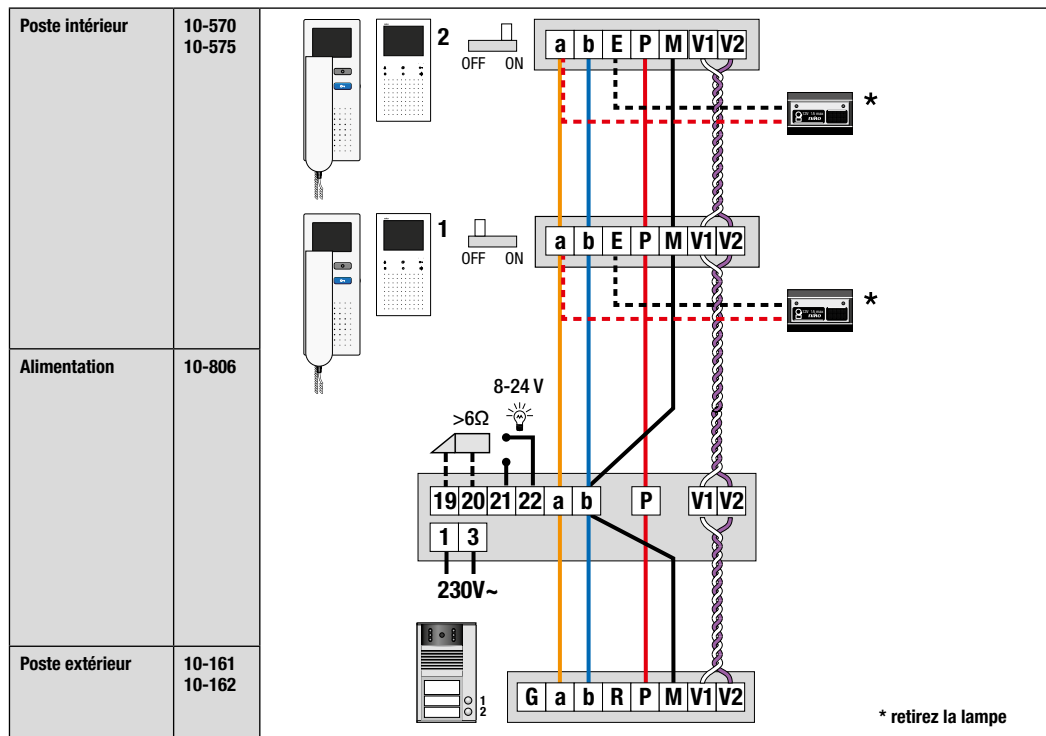 Poste intérieur
10-570
10-575
2
OFF ON
a b E P M V1 V2
*
1
OFF ON
a b E P M V1 V2
*
Alimentation
10-806
8-24 V
>6Ω
19 20 21 22 a b P V1 V2
1 3
230V~
Poste extérieur
10-161
10-162
1
2
G a b R P M V1 V2
* retirez la lampe